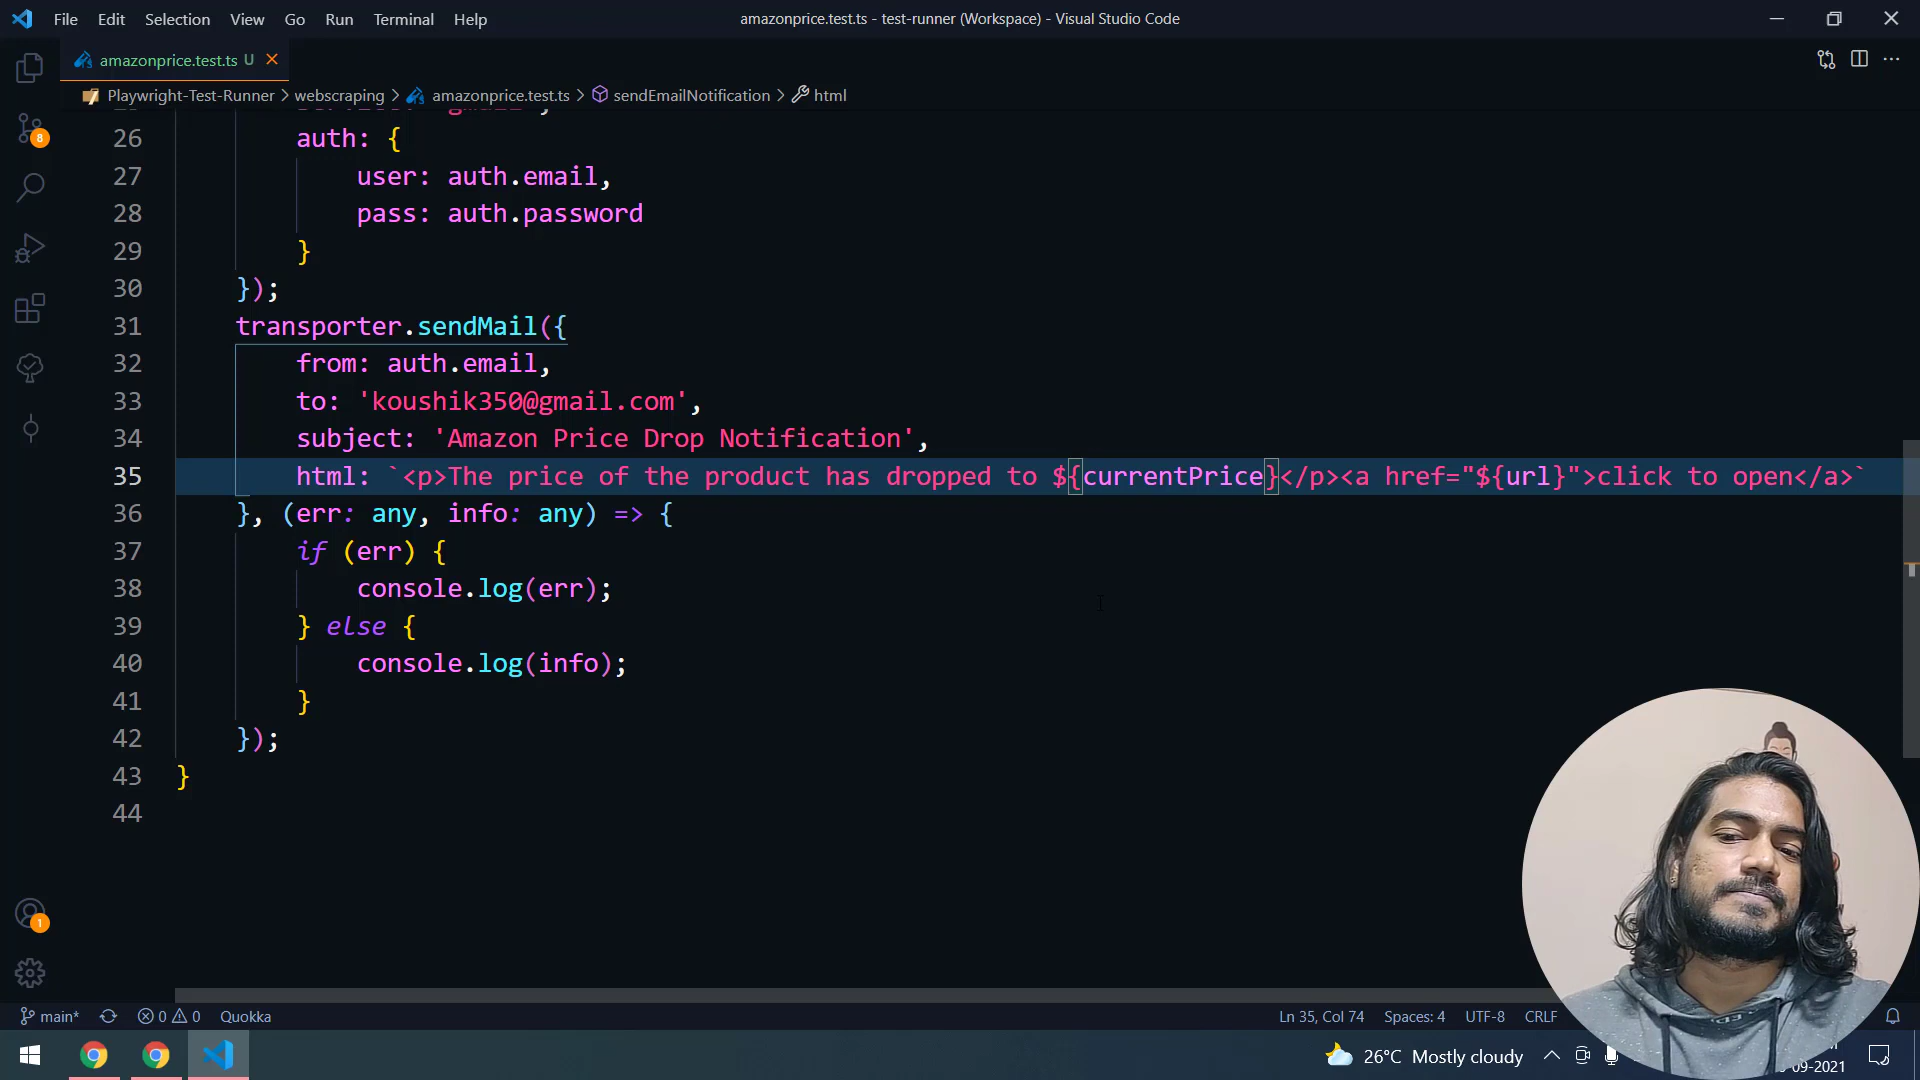 File Edit Selection View Go Run Terminal Help
amazonprice.test.ts - test-runner (Workspace) - Visual Studio Code
amazonprice.test.ts U
Playwright-Test-Runner > webscraping > amazonprice.test.ts > sendEmailNotification > html
26 auth: {
27 user: auth.email,
28 pass: auth.password
29 }
30 });
31 transporter.sendMail({
32 from: auth.email,
33 to: 'koushik350@gmail.com',
34 subject: 'Amazon Price Drop Notification',
35 html: `<p>The price of the product has dropped to ${currentPrice}</p><a href="${url}">click to open</a>`
36 }, (err: any, info: any) => {
37 if (err) {
38 console.log(err);
39 } else {
40 console.log(info);
41 }
42 });
43 }
44
8
1
main* 0 0 Quokka
Ln 35, Col 74 Spaces: 4 UTF-8 CRLF
26°C Mostly cloudy
-09-2021